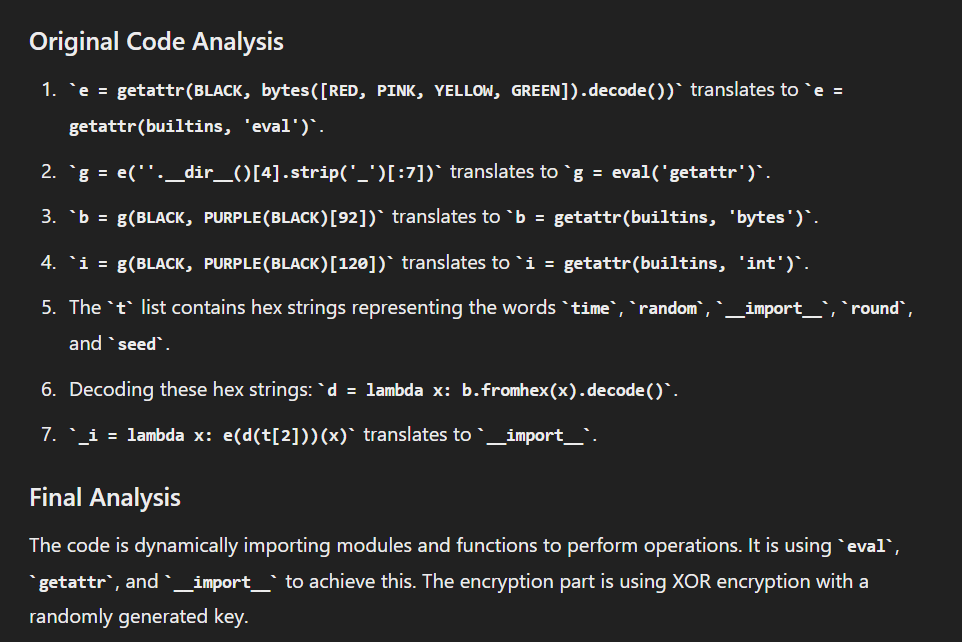 Original Code Analysis
1. `e = getattr(BLACK, bytes([RED, PINK, YELLOW, GREEN]).decode())` translates to `e =
getattr(builtins, 'eval')`.
2. `g = e(''.__dir__()[4].strip('_')[:7])` translates to `g = eval('getattr')`.
3. `b = g(BLACK, PURPLE(BLACK)[92])` translates to `b = getattr(builtins, 'bytes')`.
4. `i = g(BLACK, PURPLE(BLACK)[120])` translates to `i = getattr(builtins, 'int')`.
5. The `t` list contains hex strings representing the words `time`, `random`, `__import__`, `round`,
and `seed`.
6. Decoding these hex strings: `d = lambda x: b.fromhex(x).decode()`.
7. `_i = lambda x: e(d(t[2]))(x)` translates to `__import__`.
Final Analysis
The code is dynamically importing modules and functions to perform operations. It is using `eval`,
`getattr`, and `__import__` to achieve this. The encryption part is using XOR encryption with a
randomly generated key.